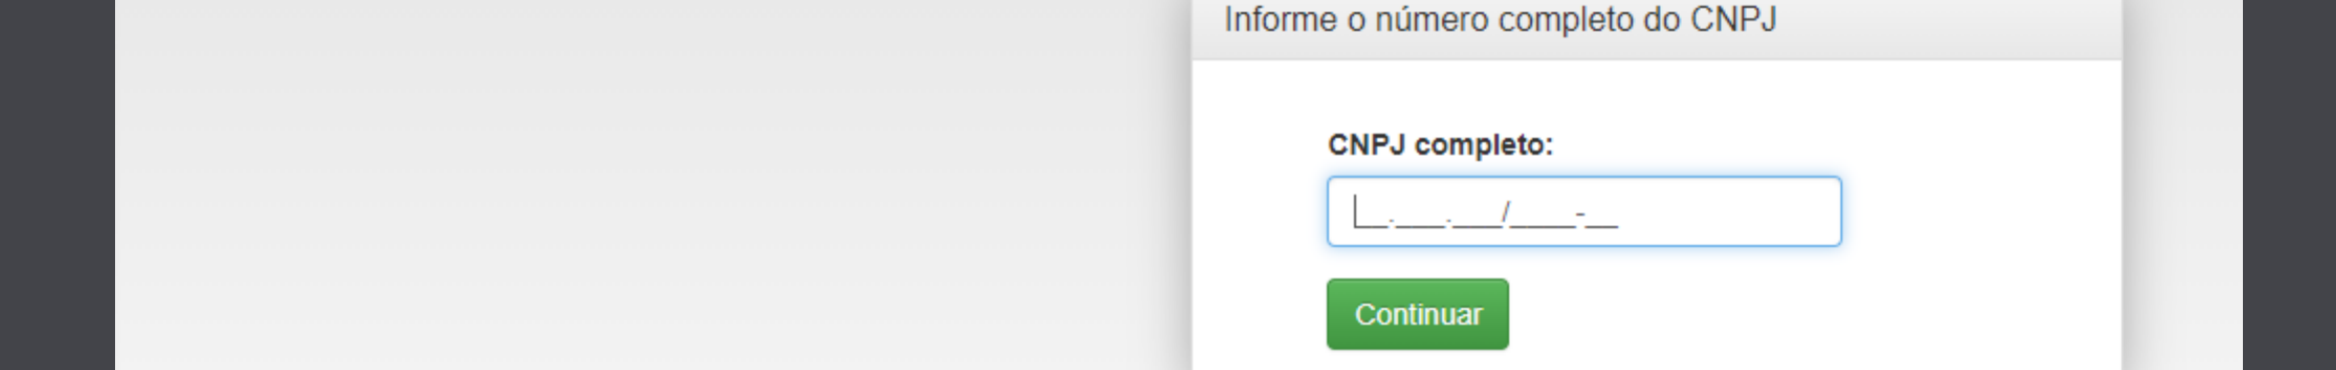 Informe o número completo do CNPJ
CNPJ completo:
__.___.___/____-__
Continuar